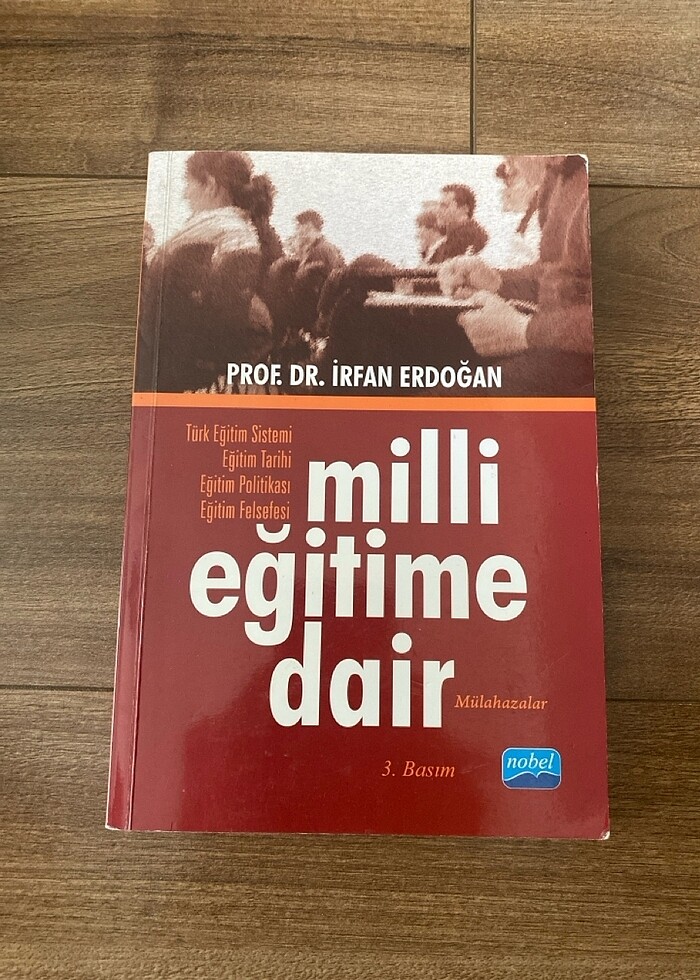 PROF. DR. İRFAN ERDOĞAN
Türk Eğitim Sistemi
Eğitim Tarihi
Eğitim Politikası
Eğitim Felsefesi
milli
eğitime
dair
Mülahazalar
3. Basım
nobel